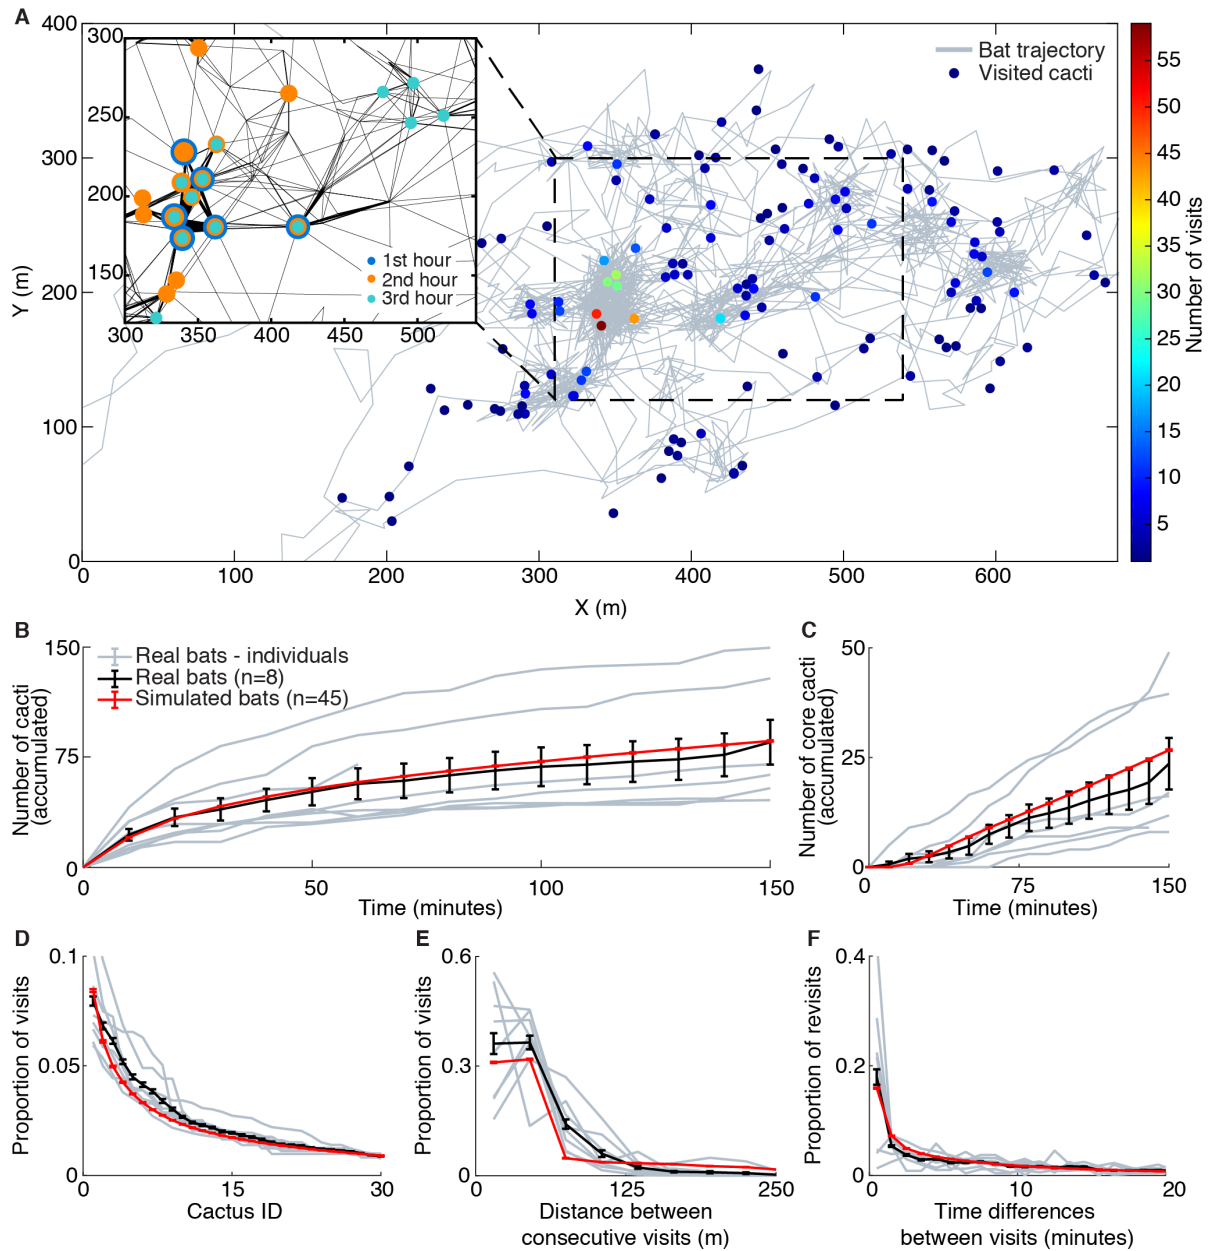 A
400
300
200
100
0
Y (m)
0
100
200
300
400
500
600
X (m)
300
250
200
150
300
350
400
450
500
1st hour
2nd hour
3rd hour
Bat trajectory
Visited cacti
55
50
45
40
35
30
25
20
15
10
5
Number of visits
B
150
75
0
Number of cacti
(accumulated)
Real bats - individuals
Real bats (n=8)
Simulated bats (n=45)
0
50
100
150
Time (minutes)
C
50
25
0
Number of core cacti
(accumulated)
0
75
150
Time (minutes)
D
0.1
0.05
0
Proportion of visits
0
15
30
Cactus ID
E
0.6
0.3
0
Proportion of visits
0
125
250
Distance between
consecutive visits (m)
F
0.4
0.2
0
Proportion of revisits
0
10
20
Time differences
between visits (minutes)